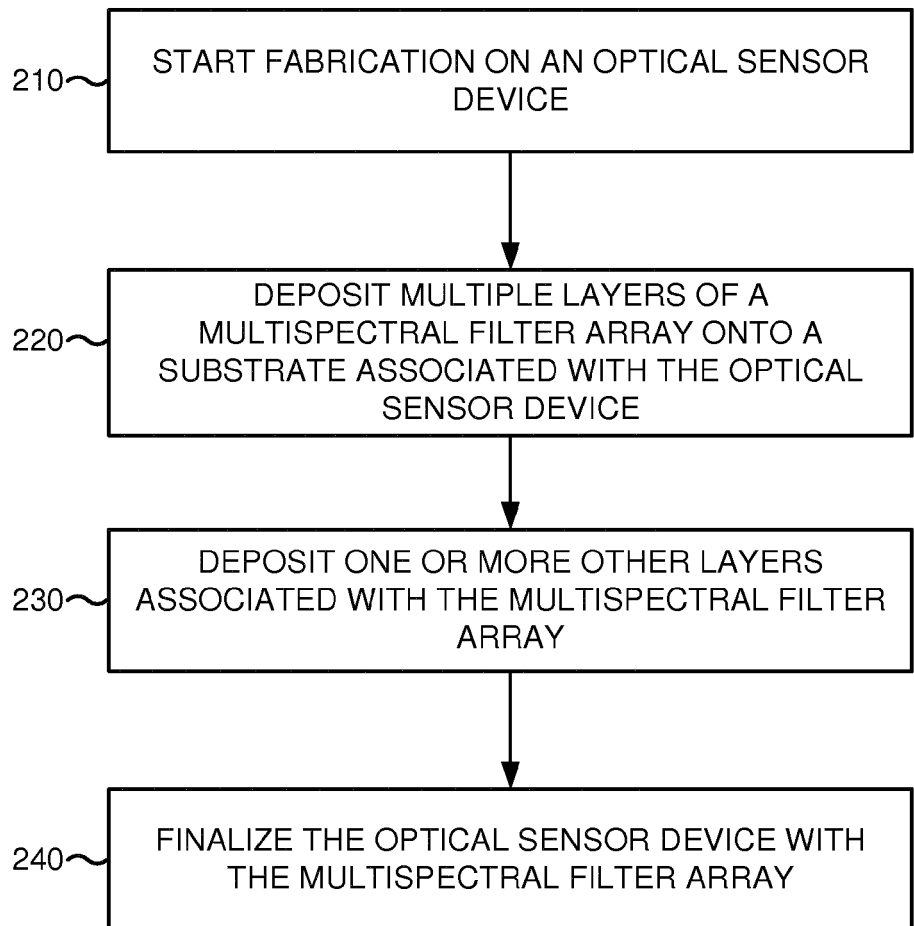 210
START FABRICATION ON AN OPTICAL SENSOR
DEVICE
220
DEPOSIT MULTIPLE LAYERS OF A
MULTISPECTRAL FILTER ARRAY ONTO A
SUBSTRATE ASSOCIATED WITH THE OPTICAL
SENSOR DEVICE
230
DEPOSIT ONE OR MORE OTHER LAYERS
ASSOCIATED WITH THE MULTISPECTRAL FILTER
ARRAY
240
FINALIZE THE OPTICAL SENSOR DEVICE WITH
THE MULTISPECTRAL FILTER ARRAY